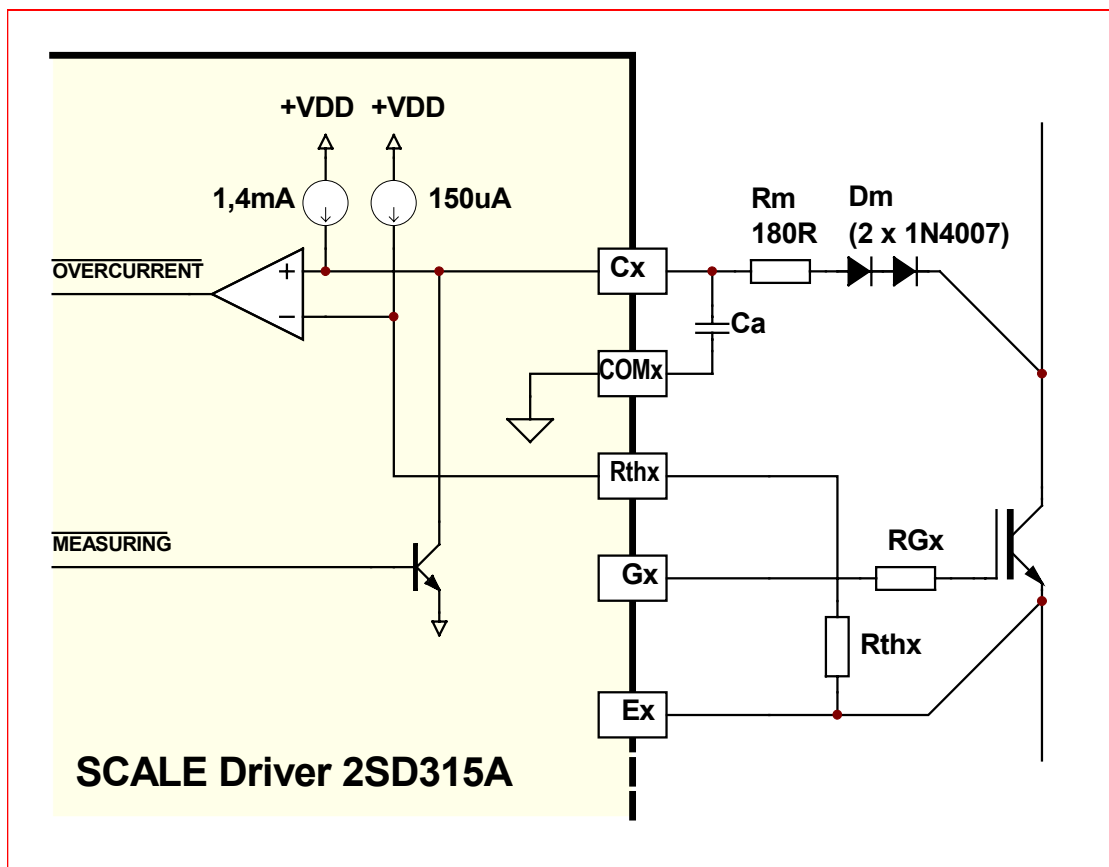 +VDD +VDD
1,4mA
150uA
Rm
180R
Dm
(2 x 1N4007)
OVERCURRENT
+
−
Cx
Ca
COMx
Rthx
MEASURING
Gx
RGx
Rthx
Ex
SCALE Driver 2SD315A